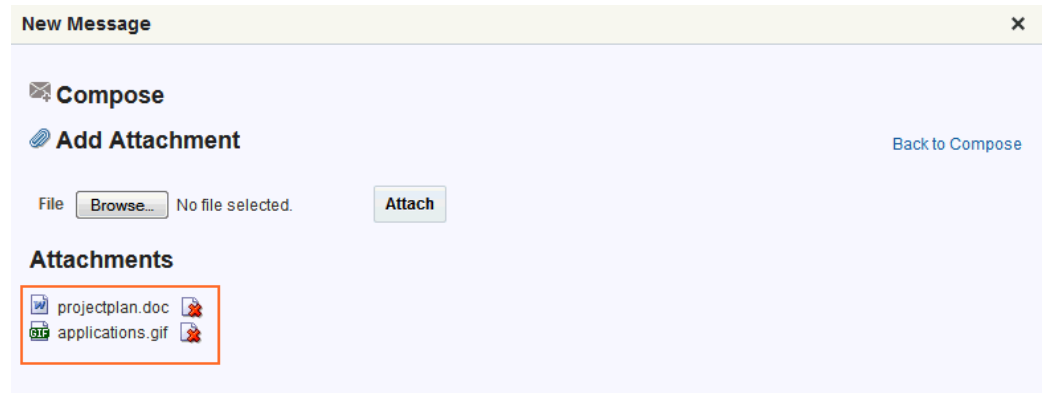 New Message
Compose
Add Attachment
Back to Compose
File Browse... No file selected. Attach
Attachments
W projectplan.doc
GIF applications.gif